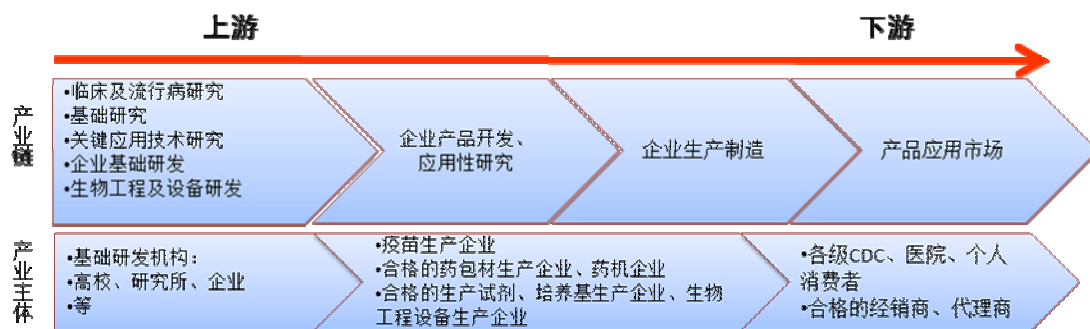 上游
下游
产业链
•临床及流行病研究
•基础研究
•关键应用技术研究
•企业基础研发
•生物工程及设备研发
企业产品开发、
应用性研究
企业生产制造
产品应用市场
产业主体
•基础研发机构：
•高校、研究所、企业
•等
•疫苗生产企业
•合格的药包材生产企业、药机企业
•合格的生产试剂、培养基生产企业、生物
工程设备生产企业
•各级CDC、医院、个人
消费者
•合格的经销商、代理商